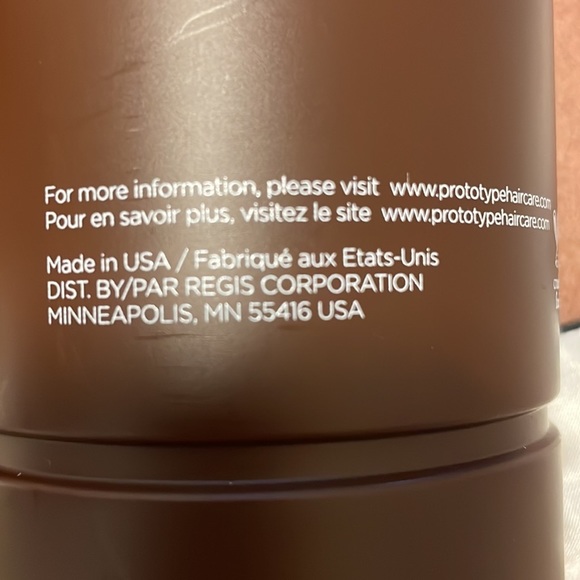 For more information, please visit www.prototypehaircare.com
Pour en savoir plus, visitez le site www.prototypehaircare.com
Made in USA / Fabriqué aux Etats-Unis
DIST. BY/PAR REGIS CORPORATION
MINNEAPOLIS, MN 55416 USA